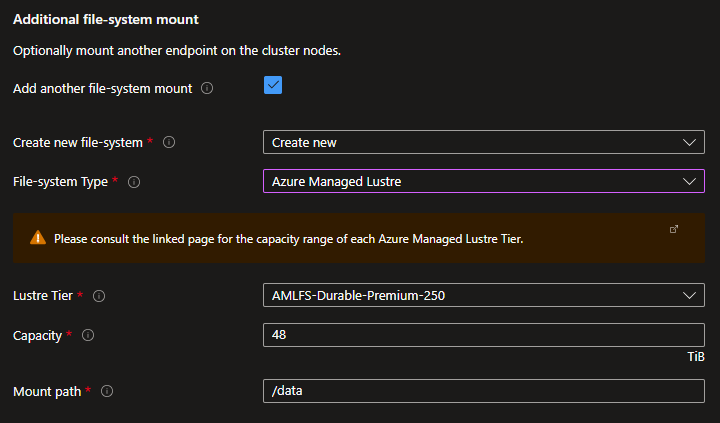 Additional file-system mount
Optionally mount another endpoint on the cluster nodes.
Add another file-system mount
Create new file-system * Create new
File-system Type * Azure Managed Lustre
Please consult the linked page for the capacity range of each Azure Managed Lustre Tier.
Lustre Tier * AMLFS-Durable-Premium-250
Capacity * 48
TiB
Mount path * /data